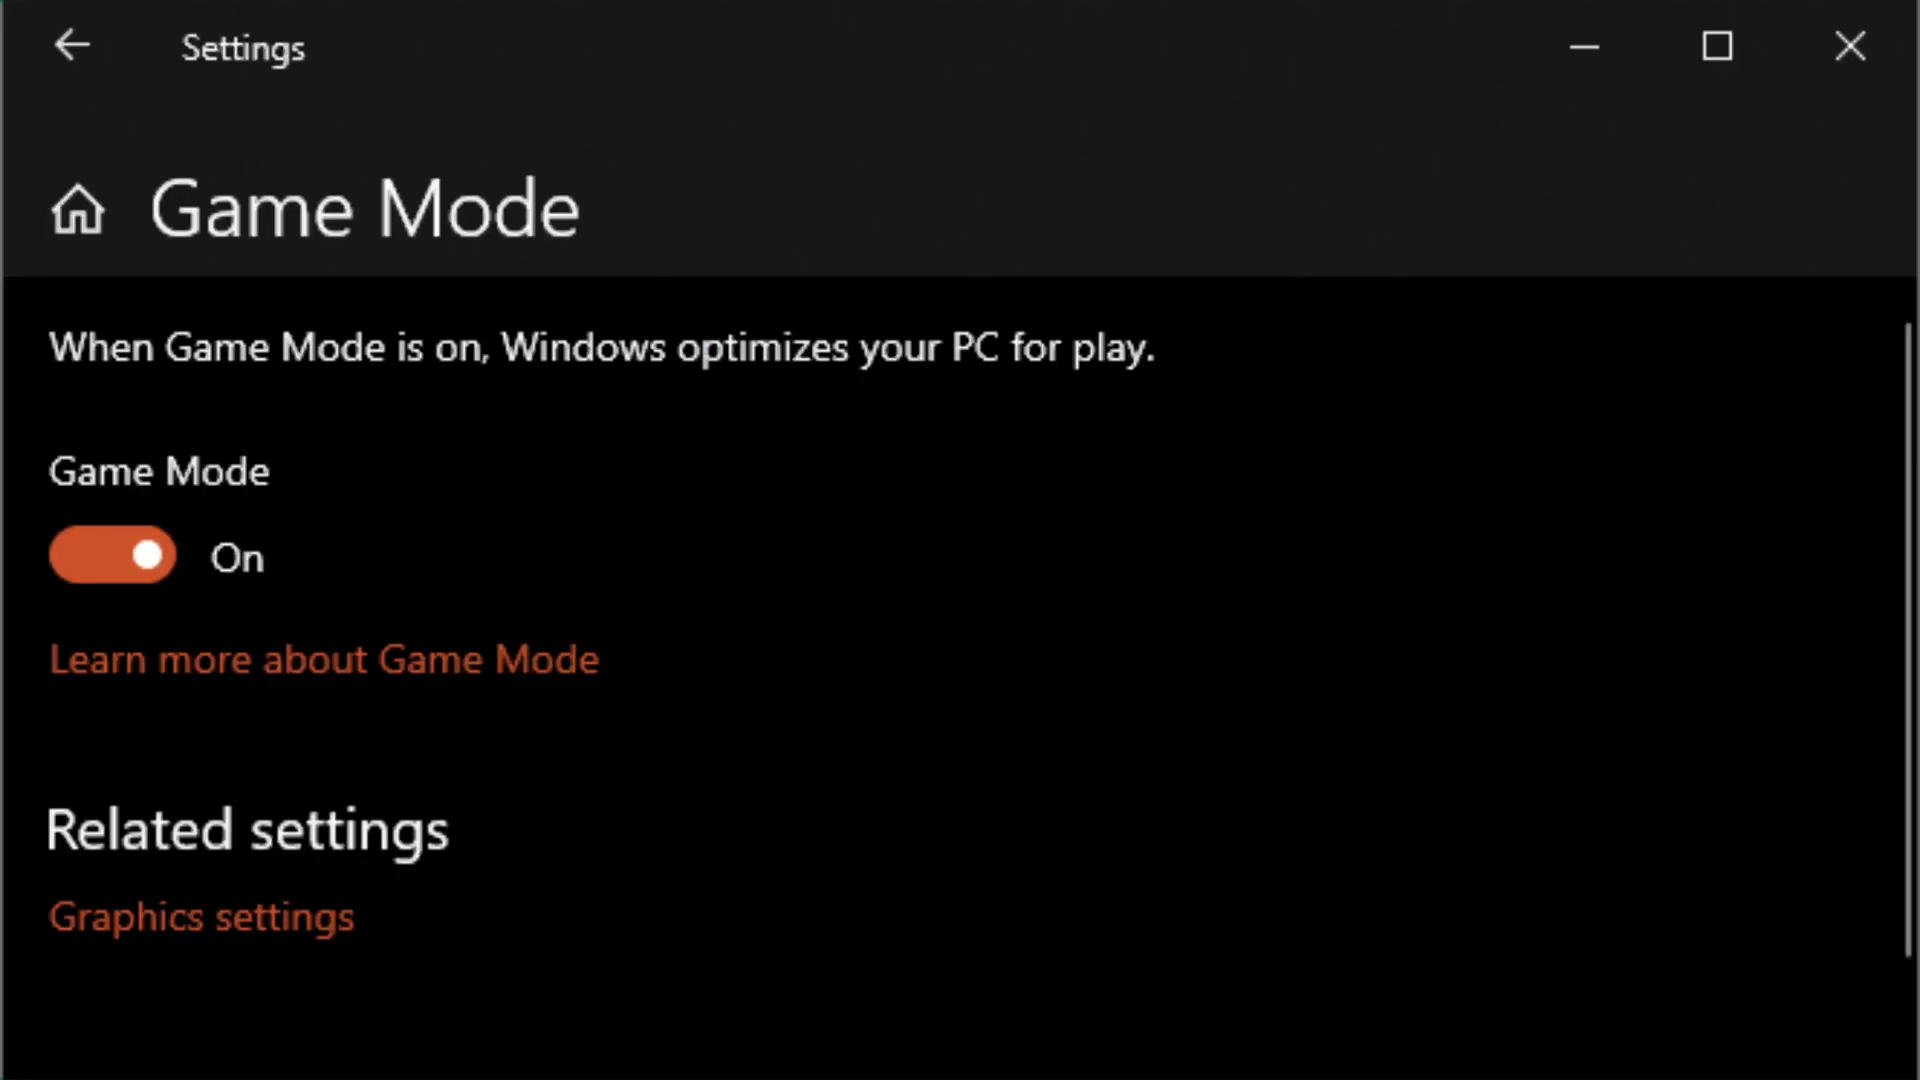 Settings
Game Mode
When Game Mode is on, Windows optimizes your PC for play.
Game Mode
On
Learn more about Game Mode
Related settings
Graphics settings